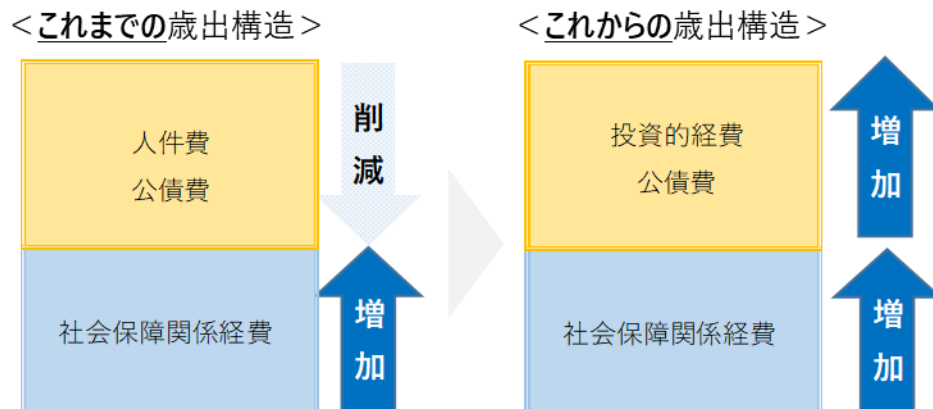 ＜これまでの歳出構造＞
人件費
公債費
削減
社会保障関係経費
増加
＜これからの歳出構造＞
投資的経費
公債費
増加
社会保障関係経費
増加